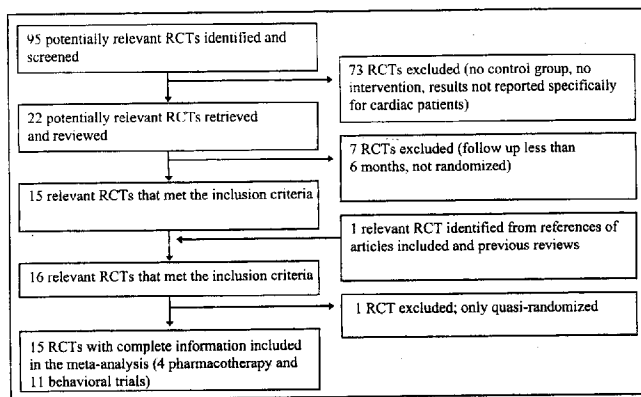 95 potentially relevant RCTs identified and
screened
73 RCTs excluded (no control group, no
intervention, results not reported specifically
for cardiac patients)
22 potentially relevant RCTs retrieved
and reviewed
7 RCTs excluded (follow up less than
6 months, not randomized)
15 relevant RCTs that met the inclusion criteria
1 relevant RCT identified from references of
articles included and previous reviews
16 relevant RCTs that met the inclusion criteria
1 RCT excluded; only quasi-randomized
15 RCTs with complete information included
in the meta-analysis (4 pharmacotherapy and
11 behavioral trials)